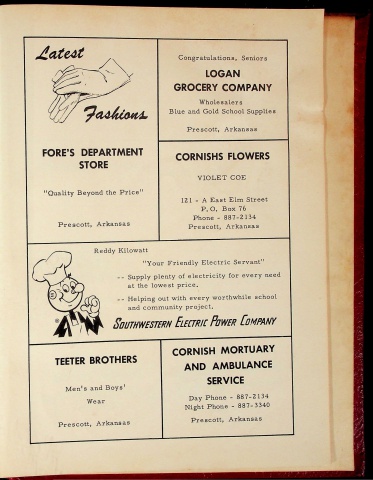 Latest
Fashions
FORE'S DEPARTMENT
STORE
"Quality Beyond the Price"
Prescott, Arkansas
Congratulations, Seniors
LOGAN
GROCERY COMPANY
Wholesalers
Blue and Gold School Supplies
Prescott, Arkansas
CORNISHS FLOWERS
VIOLET COE
121 - A East Elm Street
P.O. Box 76
Phone - 887-2134
Prescott, Arkansas
Reddy Kilowatt
"Your Friendly Electric Servant"
-- Supply plenty of electricity for every need
at the lowest price.
-- Helping out with every worthwhile school
and community project.
SOUTHWESTERN ELECTRIC POWER COMPANY
TEETER BROTHERS
Men's and Boys'
Wear
Prescott, Arkansas
CORNISH MORTUARY
AND AMBULANCE
SERVICE
Day Phone - 887-2134
Night Phone - 887-3340
Prescott, Arkansas